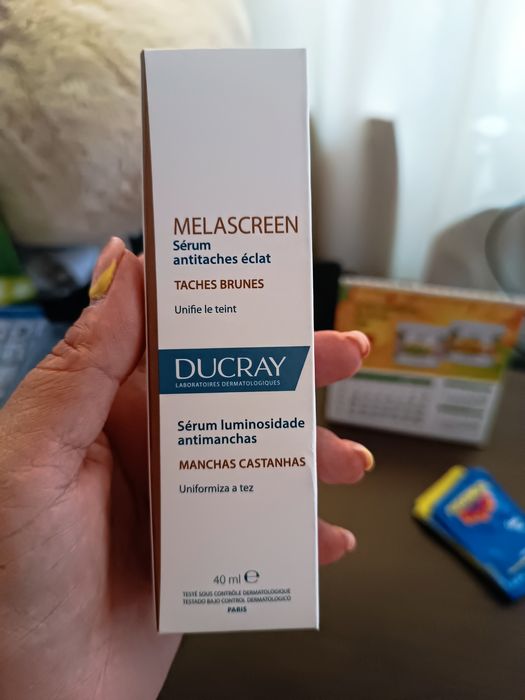 MELASCREEN
Sérum
antitaches éclat
TACHES BRUNES
Unifie le teint
DUCRAY
LABORATOIRES DERMATOLOGIQUES
Sérum luminosidade
antimanchas
MANCHAS CASTANHAS
Uniformiza a tez
40 ml ℮
TESTÉ SOUS CONTRÔLE DERMATOLOGIQUE
TESTADO BAJO CONTROL DERMATOLÓGICO
PARIS